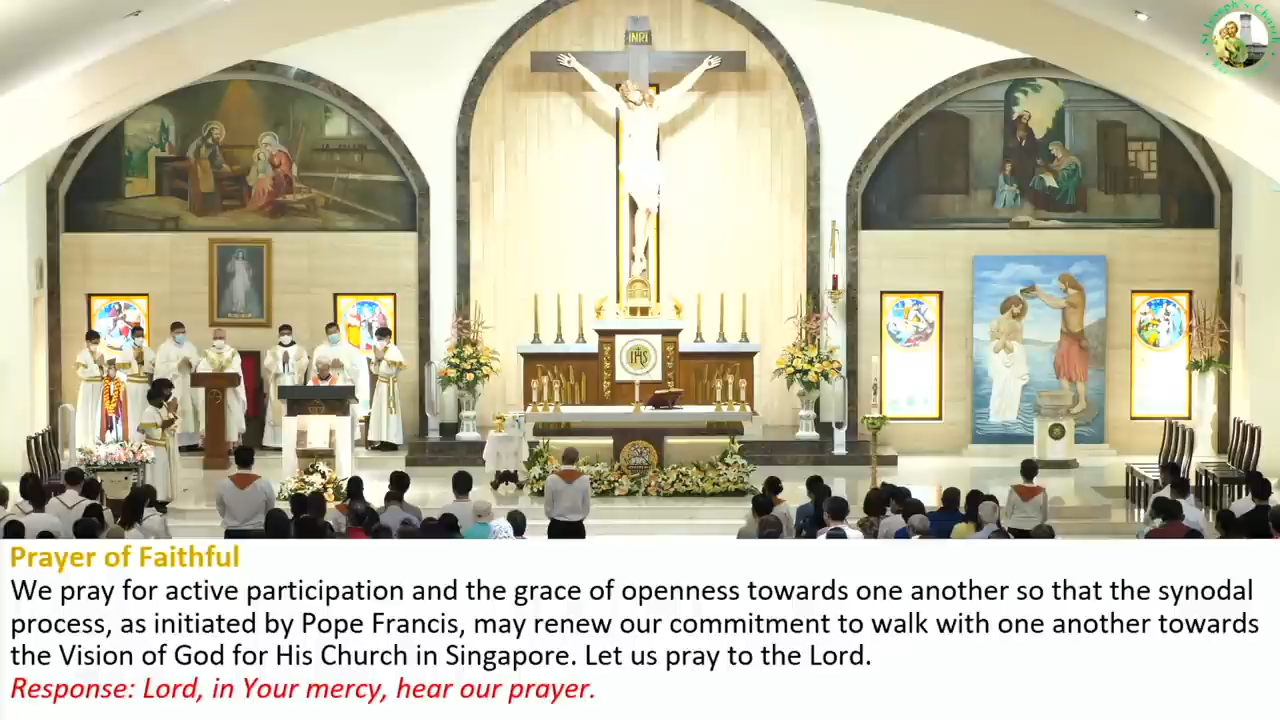 St Joseph's Church
INRI
IHS
Prayer of Faithful
We pray for active participation and the grace of openness towards one another so that the synodal
process, as initiated by Pope Francis, may renew our commitment to walk with one another towards
the Vision of God for His Church in Singapore. Let us pray to the Lord.
Response: Lord, in Your mercy, hear our prayer.